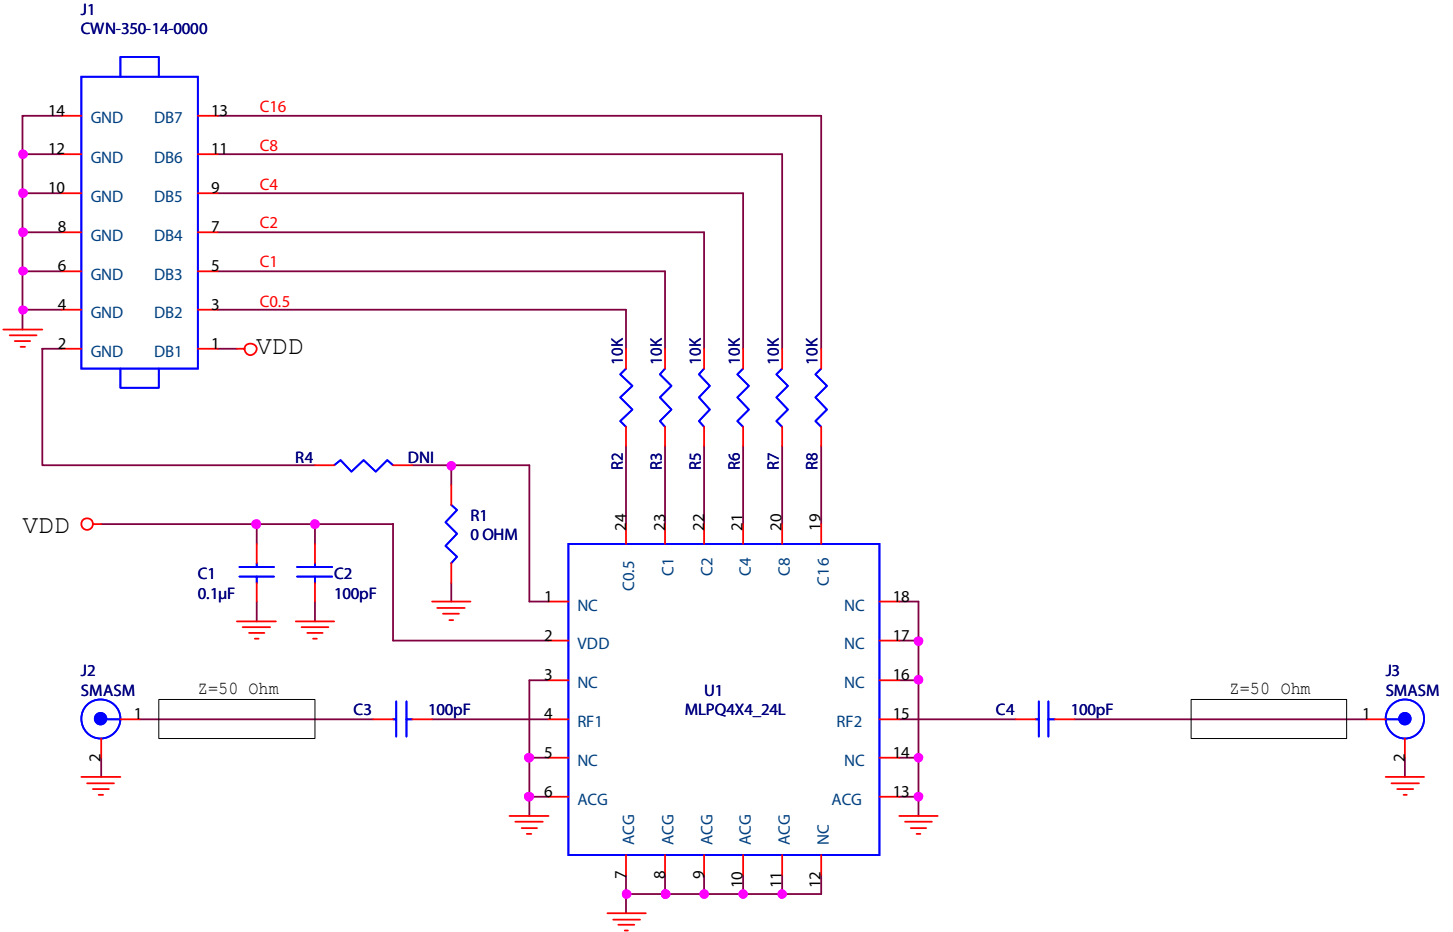 J1
CWN-350-14-0000
14 GND DB7 13 C16
12 GND DB6 11 C8
10 GND DB5 9 C4
8 GND DB4 7 C2
6 GND DB3 5 C1
4 GND DB2 3 C0.5
2 GND DB1 1 VDD
10K 10K 10K 10K 10K 10K
R2 R3 R5 R6 R7 R8
R4 DNI
VDD
R1
0 OHM
C1
0.1µF
C2
100pF
24 23 22 21 20 19
C0.5 C1 C2 C4 C8 C16
1 NC NC 18
2 VDD NC 17
3 NC NC 16
4 RF1 RF2 15
5 NC NC 14
6 ACG ACG 13
U1
MLPQ4X4_24L
ACG ACG ACG ACG ACG NC
7 8 9 10 11 12
J2
SMASM
1
2
Z=50 Ohm
C3 100pF
C4 100pF
Z=50 Ohm
J3
SMASM
1
2